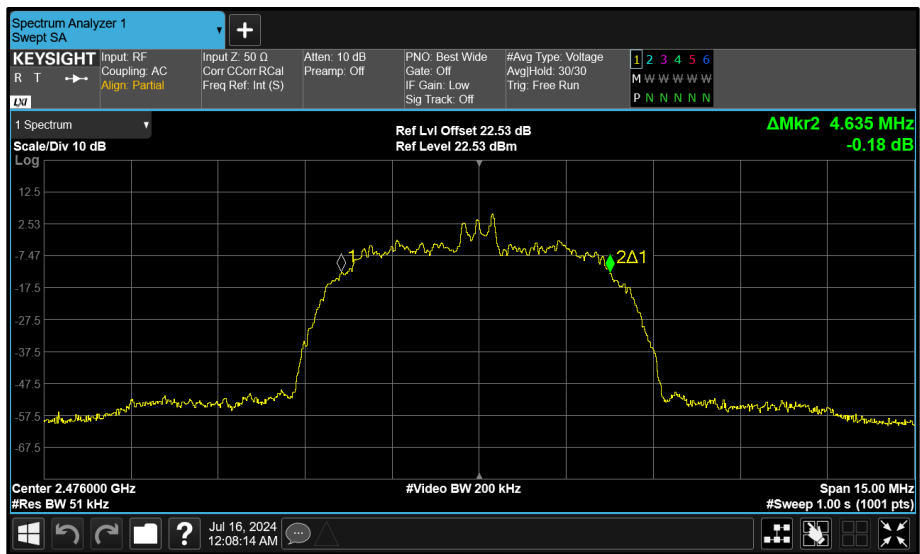 Spectrum Analyzer 1
Swept SA
KEYSIGHT
R T
LXI
Input: RF
Coupling: AC
Align: Partial
Input Z: 50 Ω
Corr CCorr RCal
Freq Ref: Int (S)
Atten: 10 dB
Preamp: Off
PNO: Best Wide
Gate: Off
IF Gain: Low
Sig Track: Off
#Avg Type: Voltage
Avg|Hold: 30/30
Trig: Free Run
1 2 3 4 5 6
M W W W W W
P N N N N N
1 Spectrum
Scale/Div 10 dB
Log
Ref Lvl Offset 22.53 dB
Ref Level 22.53 dBm
ΔMkr2 4.635 MHz
-0.18 dB
12.5
2.53
-7.47
-17.5
-27.5
-37.5
-47.5
-57.5
-67.5
1
2Δ1
Center 2.476000 GHz
#Res BW 51 kHz
#Video BW 200 kHz
Span 15.00 MHz
#Sweep 1.00 s (1001 pts)
?
Jul 16, 2024
12:08:14 AM